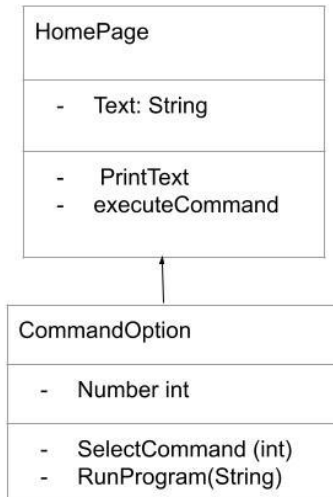 HomePage
- Text: String
- PrintText
- executeCommand
CommandOption
- Number int
- SelectCommand (int)
- RunProgram(String)